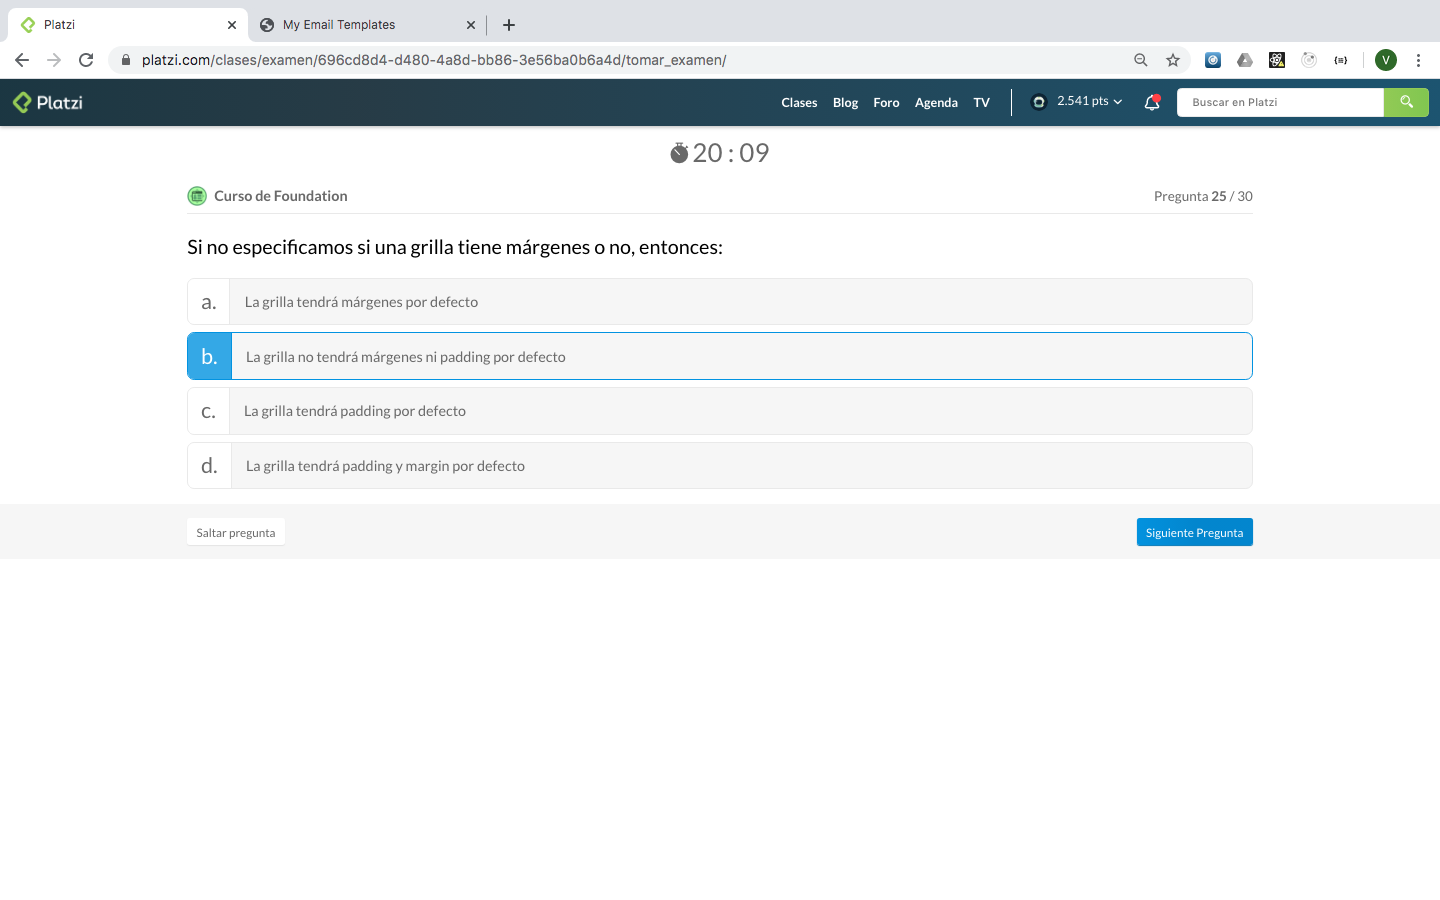 Platzi
My Email Templates
platzi.com/clases/examen/696cd8d4-d480-4a8d-bb86-3e56ba0b6a4d/tomar_examen/
V
Platzi
Clases
Blog
Foro
Agenda
TV
2.541 pts
Buscar en Platzi
20 : 09
Curso de Foundation
Pregunta 25 / 30
Si no especificamos si una grilla tiene márgenes o no, entonces:
a. La grilla tendrá márgenes por defecto
b. La grilla no tendrá márgenes ni padding por defecto
c. La grilla tendrá padding por defecto
d. La grilla tendrá padding y margin por defecto
Saltar pregunta
Siguiente Pregunta